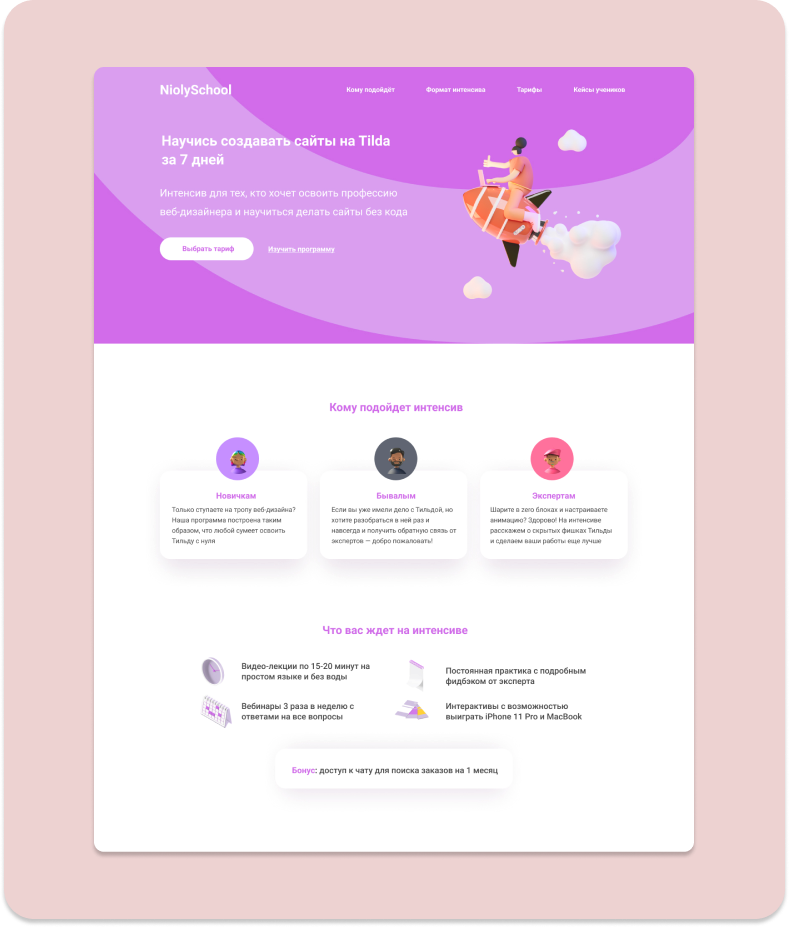 NiolySchool
Кому подойдёт
Формат интенсива
Тарифы
Кейсы учеников
Научись создавать сайты на Tilda
за 7 дней
Интенсив для тех, кто хочет освоить профессию
веб-дизайнера и научиться делать сайты без кода
Выбрать тариф
Изучить программу
Кому подойдет интенсив
Новичкам
Только ступаете на тропу веб-дизайна?
Наша программа построена таким
образом, что любой сумеет освоить
Тильду с нуля
Бывалым
Если вы уже имели дело с Тильдой, но
хотите разобраться в ней раз и
навсегда и получить обратную связь от
экспертов — добро пожаловать!
Экспертам
Шарите в zero блоках и настраиваете
анимацию? Здорово! На интенсиве
расскажем о скрытых фишках Тильды
и сделаем ваши работы еще лучше
Что вас ждет на интенсиве
Видео-лекции по 15-20 минут на
простом языке и без воды
Постоянная практика с подробным
фидбэком от эксперта
Вебинары 3 раза в неделю с
ответами на все вопросы
Интерактивы с возможностью
выиграть iPhone 11 Pro и MacBook
Бонус: доступ к чату для поиска заказов на 1 месяц